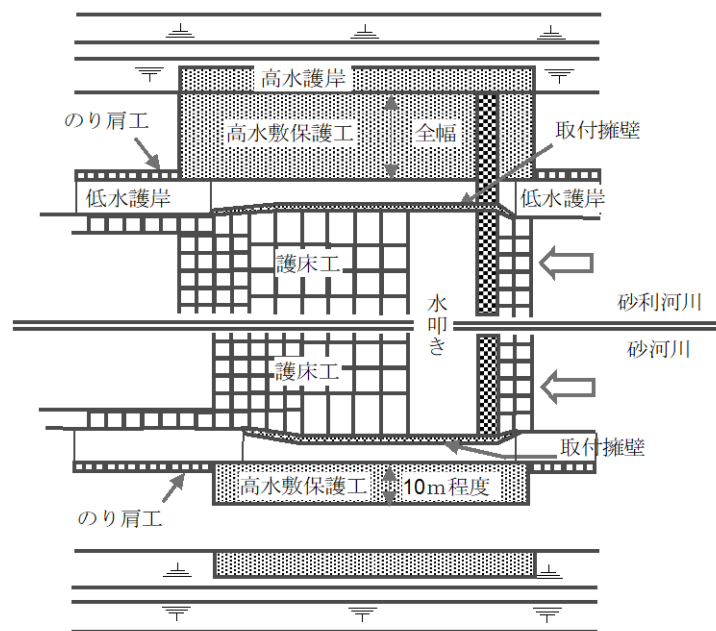 高水護岸
のり肩工
高水敷保護工
全幅
取付擁壁
低水護岸
低水護岸
護床工
水叩き
砂利河川
砂河川
護床工
取付擁壁
高水敷保護工
10m程度
のり肩工